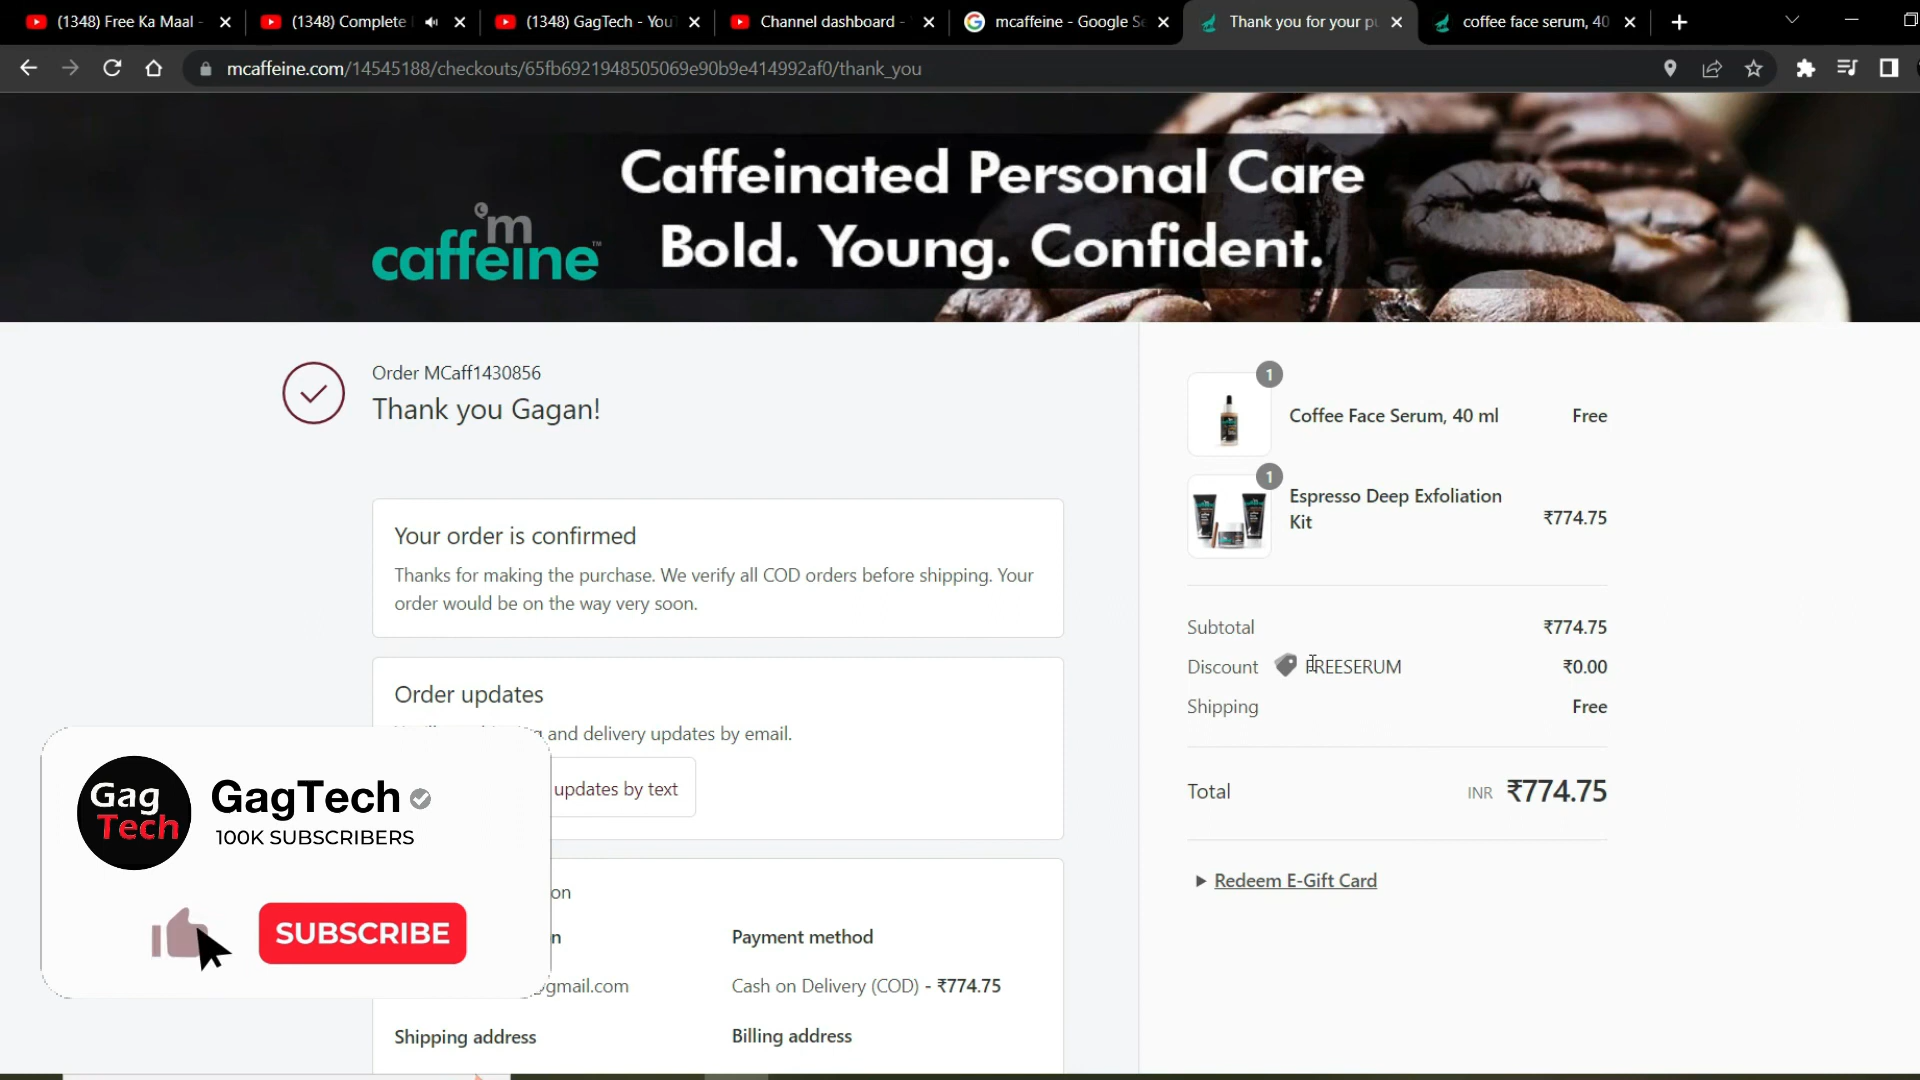 (1348) Free Ka Maal -
(1348) Complete
(1348) GagTech - You
Channel dashboard -
mcaffeine - Google Se
Thank you for your pu
coffee face serum, 40
mcaffeine.com/14545188/checkouts/65fb6921948505069e90b9e414992af0/thank_you
mcaffeine™
Caffeinated Personal Care
Bold. Young. Confident.
Order MCaff1430856
Thank you Gagan!
Your order is confirmed
Thanks for making the purchase. We verify all COD orders before shipping. Your
order would be on the way very soon.
Order updates
and delivery updates by email.
updates by text
on
n
Payment method
@gmail.com
Cash on Delivery (COD) - ₹774.75
Shipping address
Billing address
1
Coffee Face Serum, 40 ml
Free
1
Espresso Deep Exfoliation
Kit
₹774.75
Subtotal
₹774.75
Discount
FREESERUM
₹0.00
Shipping
Free
Total
INR ₹774.75
Redeem E-Gift Card
Gag
Tech
GagTech
100K SUBSCRIBERS
SUBSCRIBE